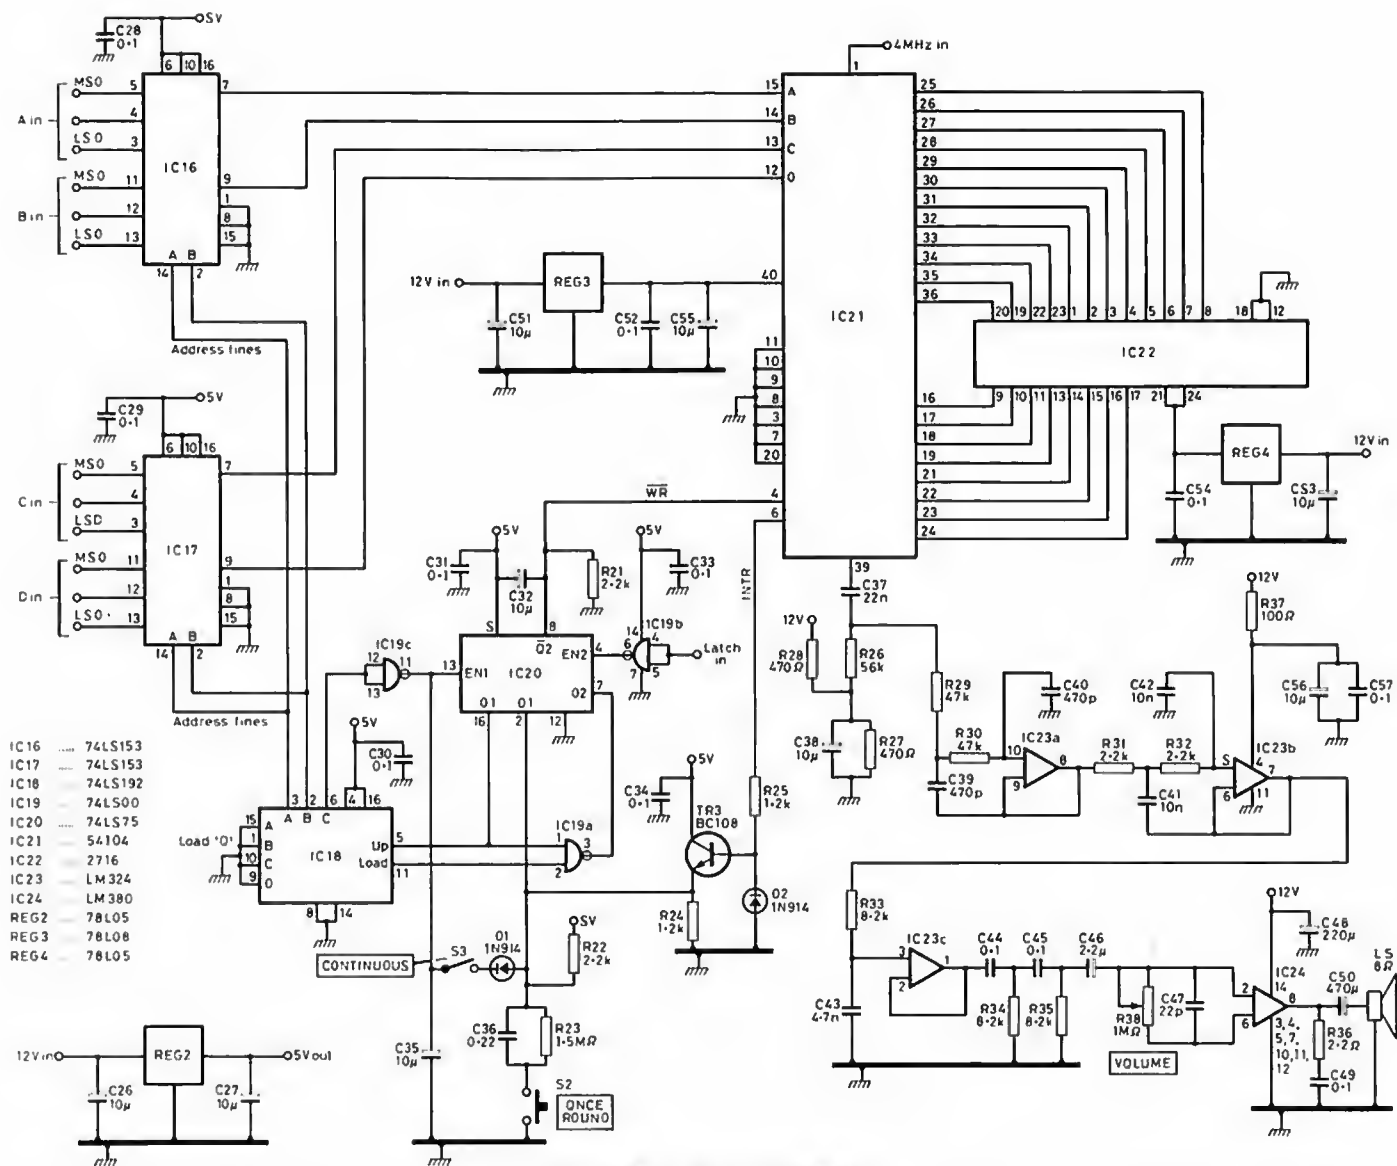 5V
C28
0·1
6 10 16
MSO
5
7
A in
4
LSO
3
IC16
MSO
11
9
B in
12
1
8
LSO
13
15
A B
14
2
Address lines
5V
C29
0·1
6 10 16
MSO
5
7
C in
4
LSD
3
IC17
MSO
11
9
D in
12
1
8
LSO
13
15
A B
14
2
Address lines
IC16 74LS153
IC17 74LS153
IC18 74LS192
IC19 74LS00
IC20 74LS75
IC21 54104
IC22 2716
IC23 LM324
IC24 LM380
REG2 78L05
REG3 78L08
REG4 78L05
4MHz in
1
15 A
14 B
13 C
12 D
40
11
10
9
8
3
7
20
4
6
39
IC21
25
26
27
28
29
30
31
32
33
34
35
36
16
17
18
19
21
22
23
24
20 19 22 23 1 2 3 4 5 6 7 8
18 12
IC22
9 10 11 13 14 15 16 17
21 24
12V in
REG3
C51
10µ
C52
0·1
C55
10µ
REG4
12V in
C54
0·1
CS3
10µ
WR
INTR
5V
C31
0·1
C32
10µ
R21
2·2k
5V
C33
0·1
S
8
Q2
IC19b
14
4
6
7
5
Latch
in
EN2
4
IC19c
12
11
13
13
EN1
IC20
O2
7
O1
16
O1
2
12
5V
C30
0·1
3 2 6 4 16
A B C
15 A
1 B
10 C
9 D
Load 'O'
IC18
Up
5
Load
11
8 14
IC19a
1
3
2
5V
C34
0·1
TR3
BC108
R25
1·2k
R24
1·2k
D2
1N914
CONTINUOUS
S3
D1
1N914
5V
R22
2·2k
C36
0·22
R23
1·5MΩ
C35
10µ
S2
ONCE
ROUND
12V in
REG2
5V out
C26
10µ
C27
10µ
C37
22n
12V
R28
470Ω
R26
56k
C38
10µ
R27
470Ω
R29
47k
R30
47k
C40
470p
C39
470p
IC23a
10
8
9
R31
2·2k
R32
2·2k
C42
10n
C41
10n
12V
R37
100Ω
C56
10µ
C57
0·1
IC23b
S
4
7
6
11
R33
8·2k
C43
4·7n
IC23c
3
1
2
C44
0·1
C45
0·1
C46
2·2µ
R34
8·2k
R35
8·2k
R38
1MΩ
C47
22p
VOLUME
12V
C48
220µ
IC24
14
2
8
6
3,4,
5,7,
10,11,
12
C50
470µ
LS
8Ω
R36
2·2Ω
C49
0·1